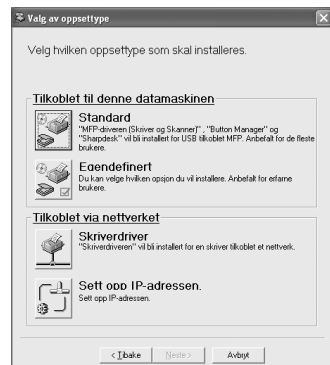 Valg av oppsettype
Velg hvilken oppsettype som skal installeres.
Tilkoblet til denne datamaskinen
Standard
"MFP-driveren (Skriver og Skanner)" , "Button Manager" og
"Sharpdesk" vil bli installert for USB tilkoblet MFP. Anbefalt for de fleste
brukere.
Egendefinert
Du kan velge hvilken opsjon du vil installere. Anbefalt for erfarne
brukere.
Tilkoblet via nettverket
Skriverdriver
"Skriverdriveren" vil bli installert for en skriver tilkoblet et nettverk.
Sett opp IP-adressen.
Sett opp IP-adressen.
< Tibake
Neste >
Avbryt